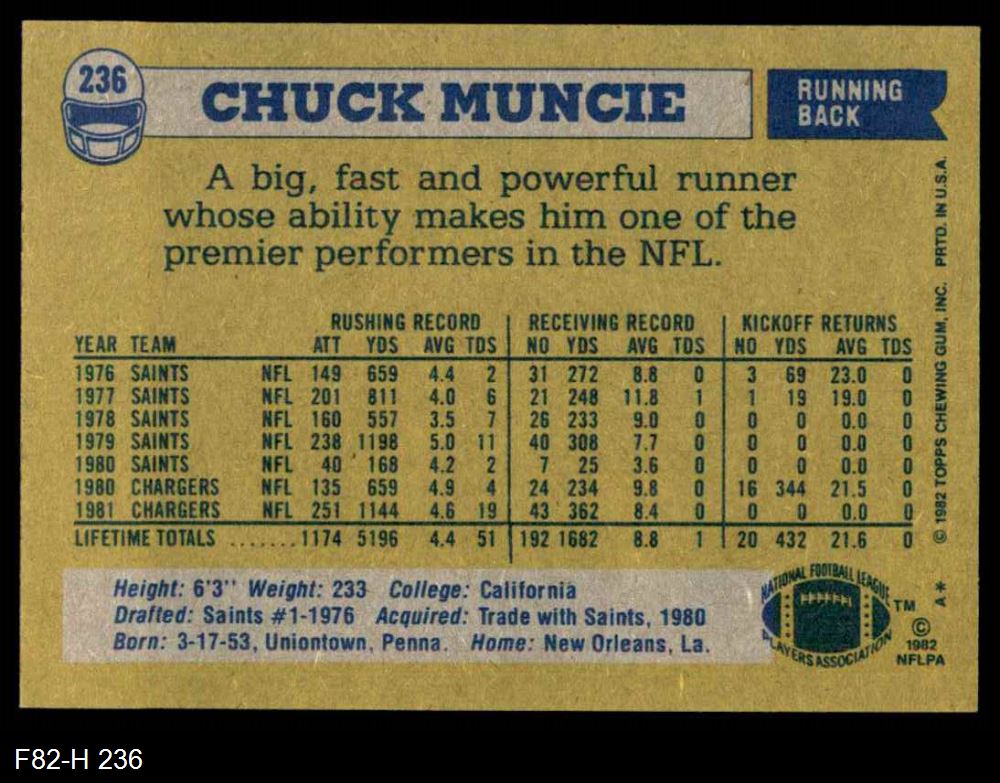 236
CHUCK MUNCIE
RUNNING
BACK
A big, fast and powerful runner
whose ability makes him one of the
premier performers in the NFL.
RUSHING RECORD RECEIVING RECORD KICKOFF RETURNS
YEAR TEAM ATT YDS AVG TDS NO YDS AVG TDS NO YDS AVG TDS
1976 SAINTS NFL 149 659 4.4 2 31 272 8.8 0 3 69 23.0 0
1977 SAINTS NFL 201 811 4.0 6 21 248 11.8 1 1 19 19.0 0
1978 SAINTS NFL 160 557 3.5 7 26 233 9.0 0 0 0 0.0 0
1979 SAINTS NFL 238 1198 5.0 11 40 308 7.7 0 0 0 0.0 0
1980 SAINTS NFL 40 168 4.2 2 7 25 3.6 0 0 0 0.0 0
1980 CHARGERS NFL 135 659 4.9 4 24 234 9.8 0 16 344 21.5 0
1981 CHARGERS NFL 251 1144 4.6 19 43 362 8.4 0 0 0 0.0 0
LIFETIME TOTALS .......1174 5196 4.4 51 192 1682 8.8 1 20 432 21.6 0
Height: 6'3" Weight: 233 College: California
Drafted: Saints #1-1976 Acquired: Trade with Saints, 1980
Born: 3-17-53, Uniontown, Penna. Home: New Orleans, La.
NATIONAL FOOTBALL LEAGUE
PLAYERS ASSOCIATION
TM
©
1982
NFLPA
A *
© 1982 TOPPS CHEWING GUM, INC. PRTD. IN U.S.A.
F82-H 236